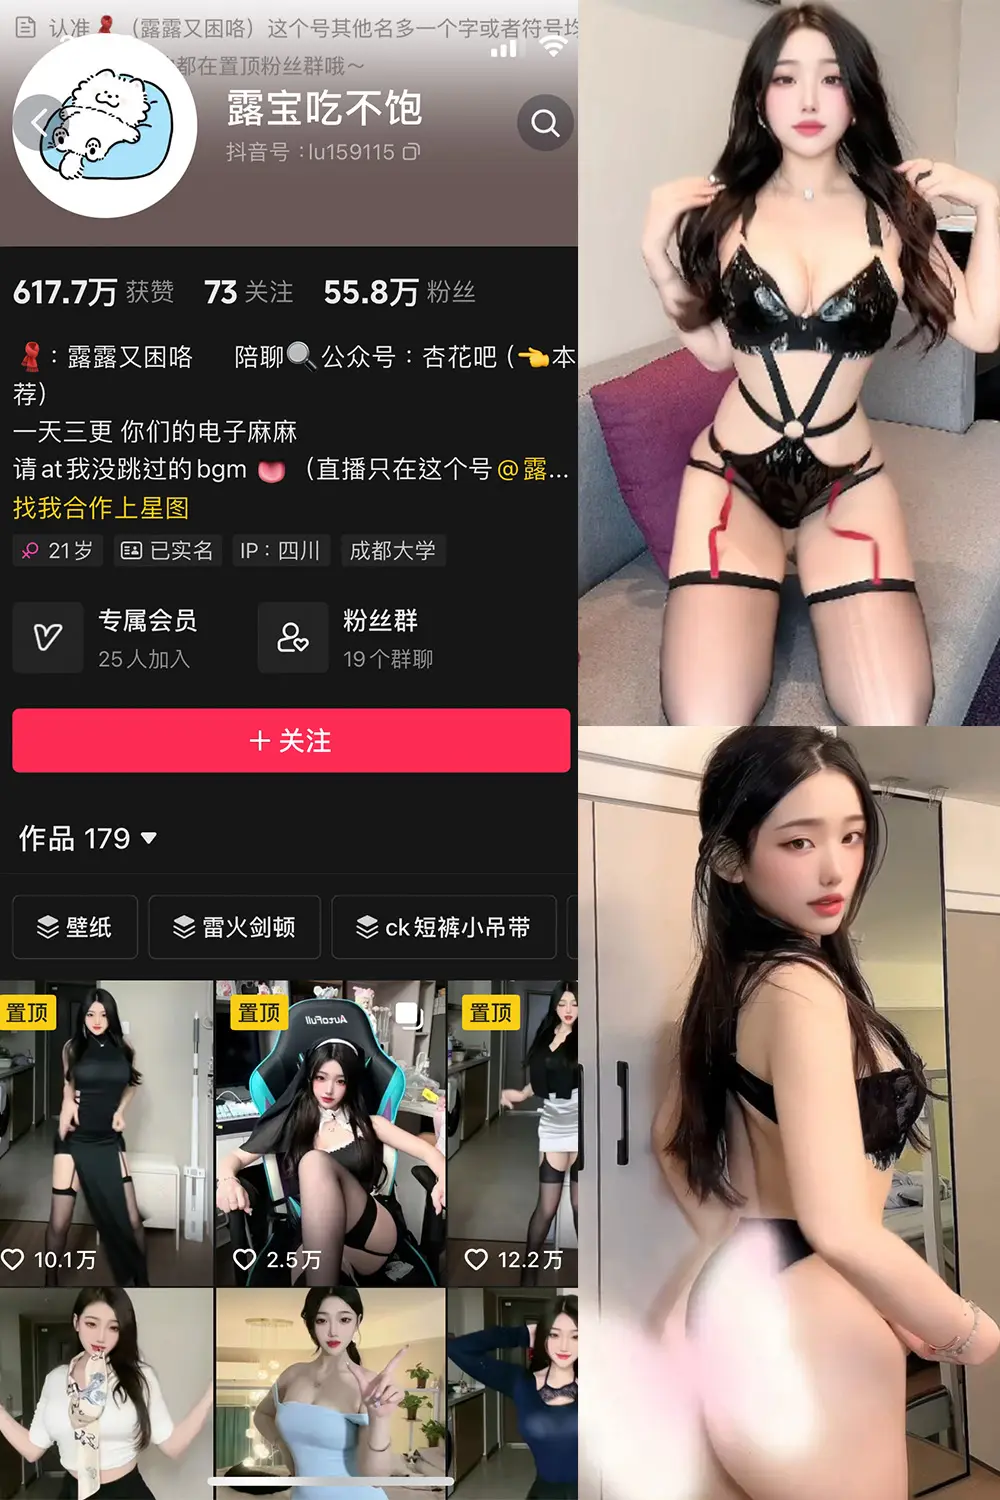 认准🧣（露露又困咯）这个号其他名多一个字或者符号均
都在置顶粉丝群哦～
露宝吃不饱
抖音号：lu159115
617.7万 获赞 73 关注 55.8万 粉丝
🧣：露露又困咯 陪聊🔍公众号：杏花吧（👈本
荐）
一天三更 你们的电子麻麻
请at我没跳过的bgm 👅（直播只在这个号@露...
找我合作上星图
21岁 已实名 IP：四川 成都大学
专属会员 粉丝群
25人加入 19个群聊
＋关注
作品 179
壁纸 雷火剑顿 ck短裤小吊带
置顶 置顶 置顶
AutoFull
10.1万 2.5万 12.2万